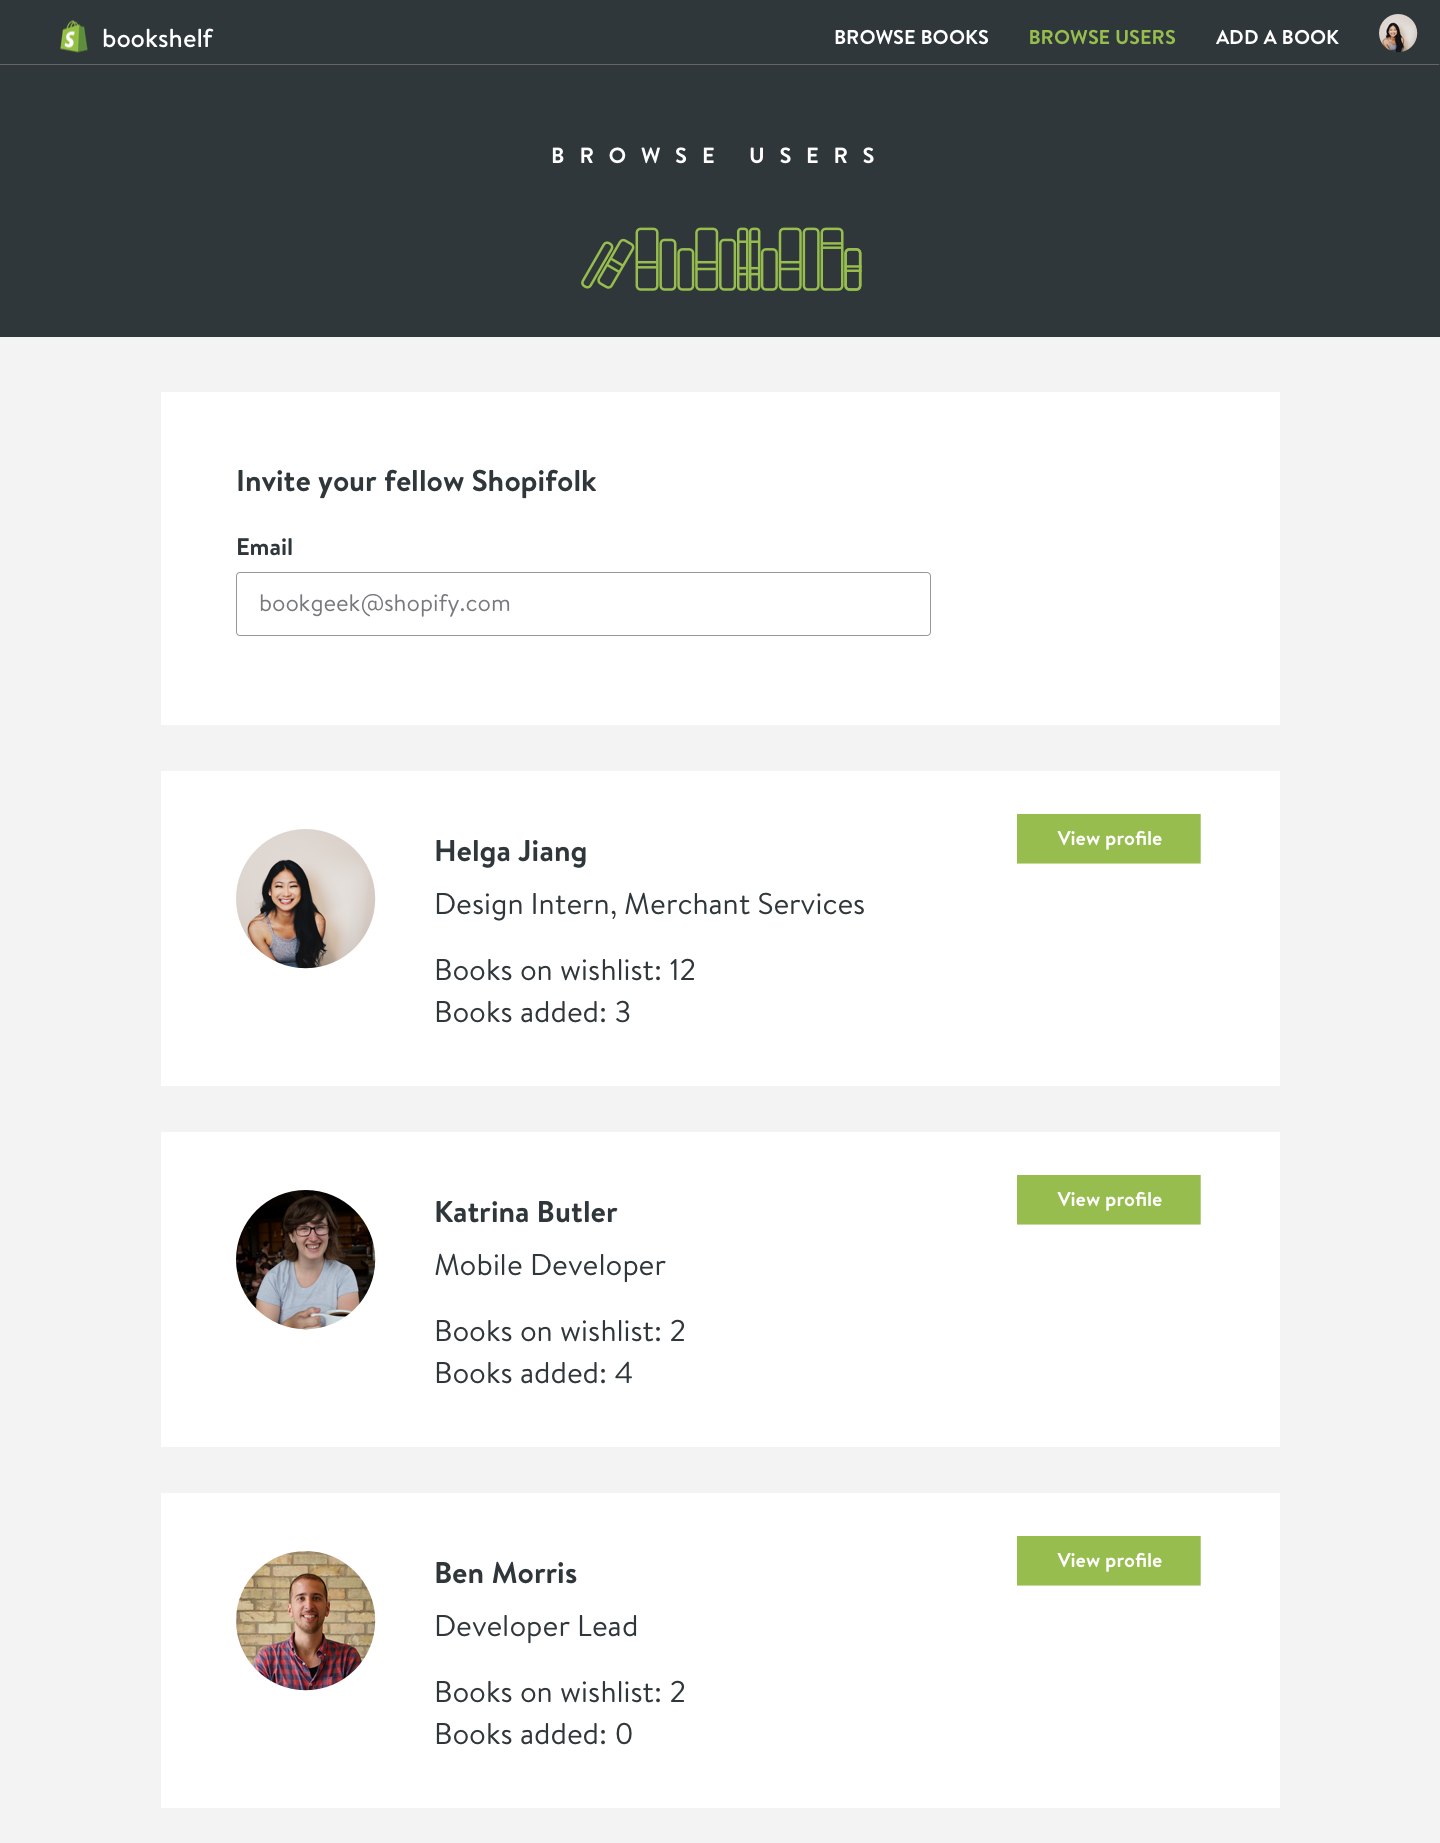 bookshelf
BROWSE BOOKS
BROWSE USERS
ADD A BOOK
BROWSE USERS
Invite your fellow Shopifolk
Email
bookgeek@shopify.com
Helga Jiang
View profile
Design Intern, Merchant Services
Books on wishlist: 12
Books added: 3
Katrina Butler
View profile
Mobile Developer
Books on wishlist: 2
Books added: 4
Ben Morris
View profile
Developer Lead
Books on wishlist: 2
Books added: 0